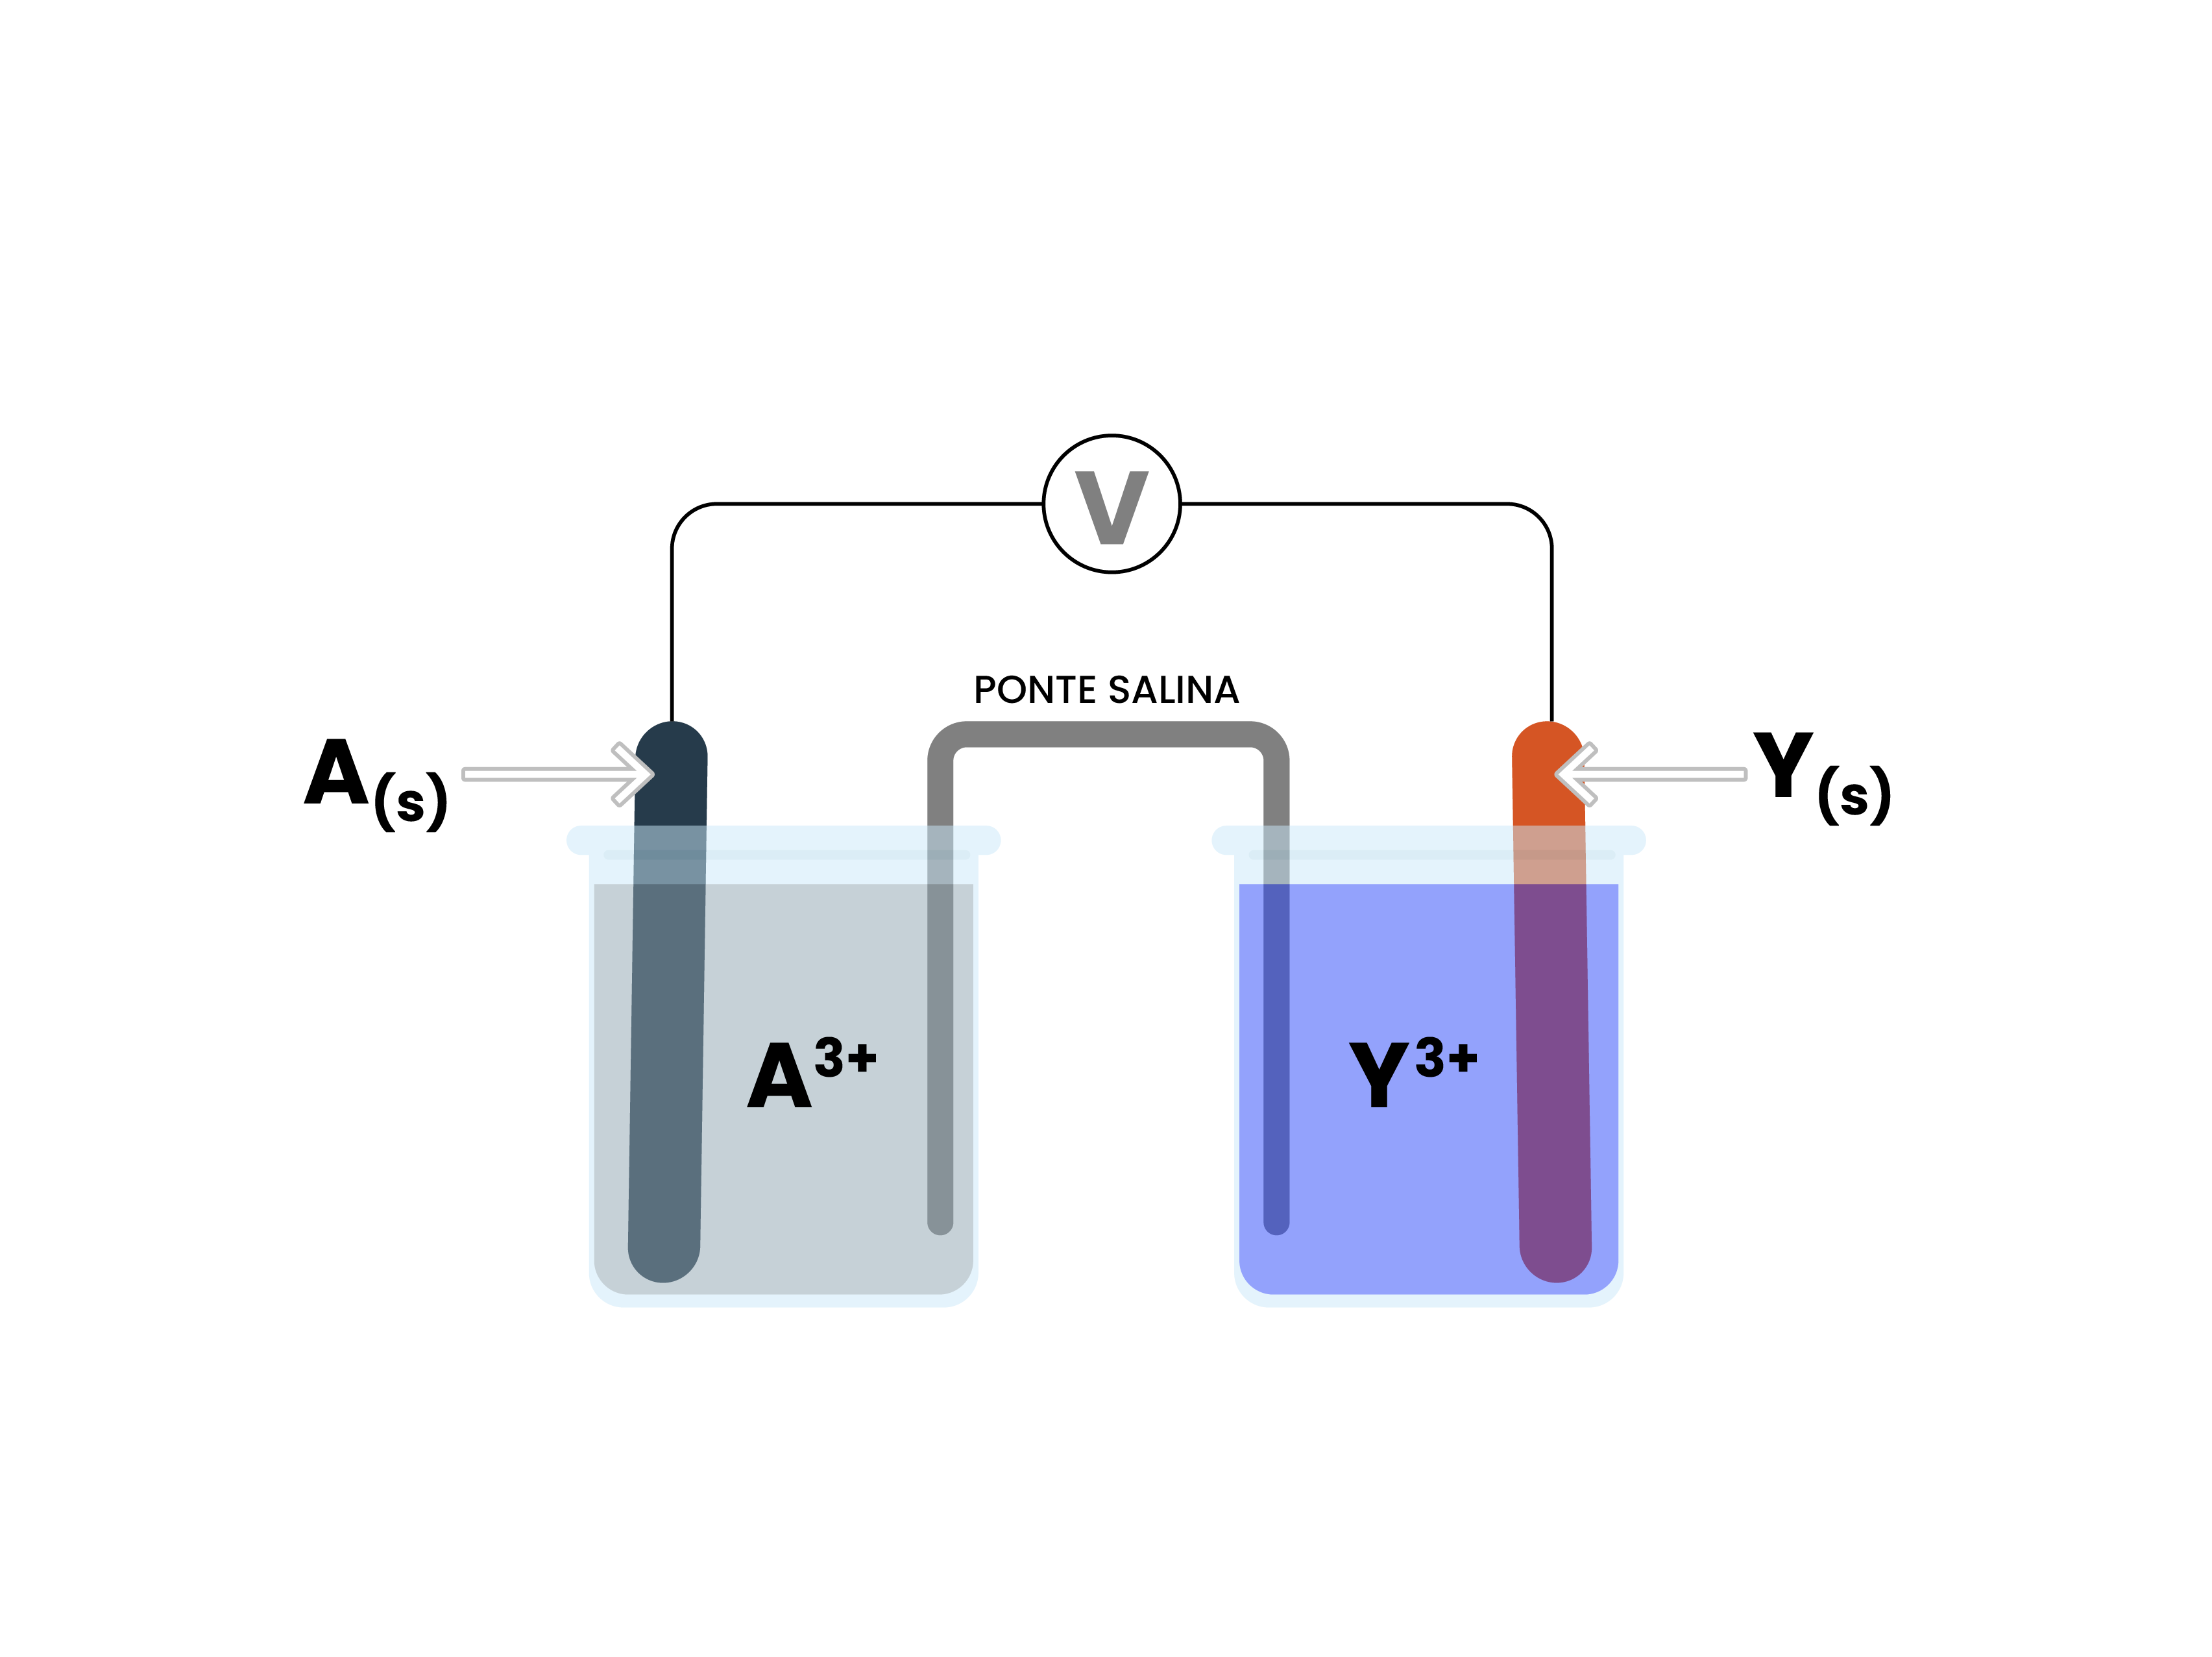 V
PONTE SALINA
A(s)
Y(s)
A³⁺
Y³⁺